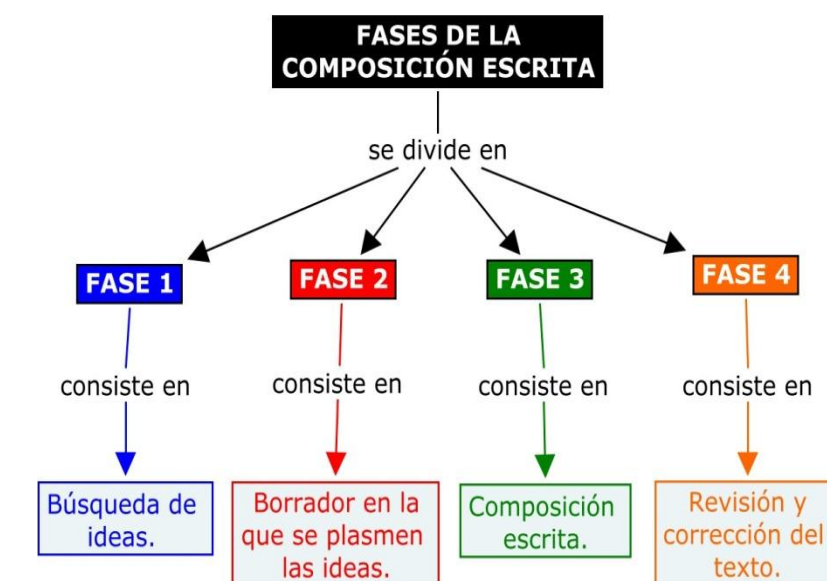 FASES DE LA
COMPOSICIÓN ESCRITA
se divide en
FASE 1
FASE 2
FASE 3
FASE 4
consiste en
consiste en
consiste en
consiste en
Búsqueda de
ideas.
Borrador en la
que se plasmen
las ideas.
Composición
escrita.
Revisión y
corrección del
texto.